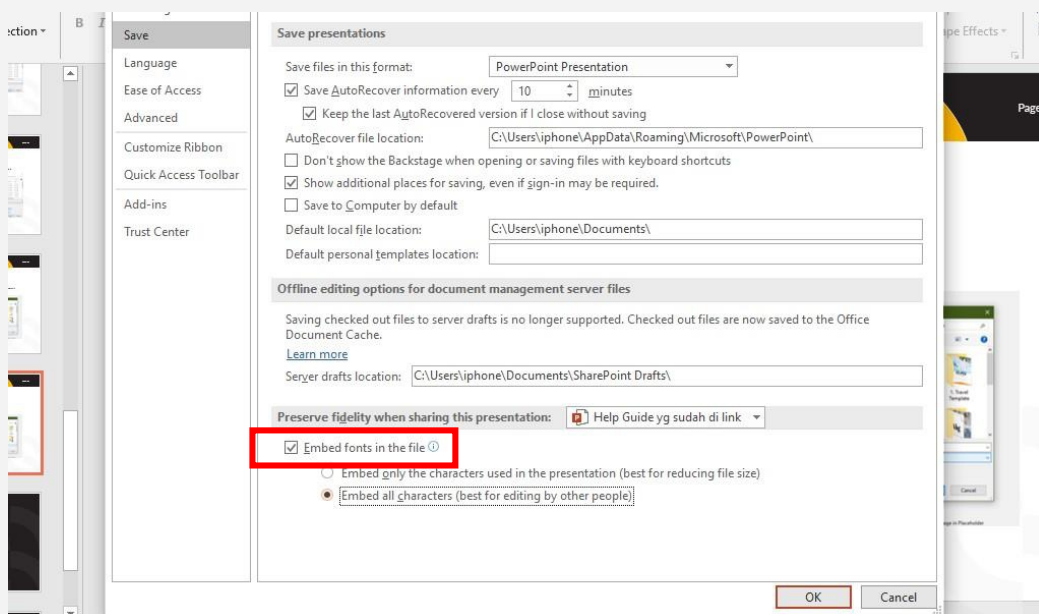 ection
B I
ape Effects
Page
Save
Language
Ease of Access
Advanced
Customize Ribbon
Quick Access Toolbar
Add-ins
Trust Center
Save presentations
Save files in this format: PowerPoint Presentation
Save AutoRecover information every 10 minutes
Keep the last AutoRecovered version if I close without saving
AutoRecover file location: C:\Users\iphone\AppData\Roaming\Microsoft\PowerPoint\
Don't show the Backstage when opening or saving files with keyboard shortcuts
Show additional places for saving, even if sign-in may be required.
Save to Computer by default
Default local file location: C:\Users\iphone\Documents\
Default personal templates location:
Offline editing options for document management server files
Saving checked out files to server drafts is no longer supported. Checked out files are now saved to the Office
Document Cache.
Learn more
Server drafts location: C:\Users\iphone\Documents\SharePoint Drafts\
Preserve fidelity when sharing this presentation: Help Guide yg sudah di link
Embed fonts in the file
Embed only the characters used in the presentation (best for reducing file size)
Embed all characters (best for editing by other people)
OK Cancel
1. Travel
Template
Cancel